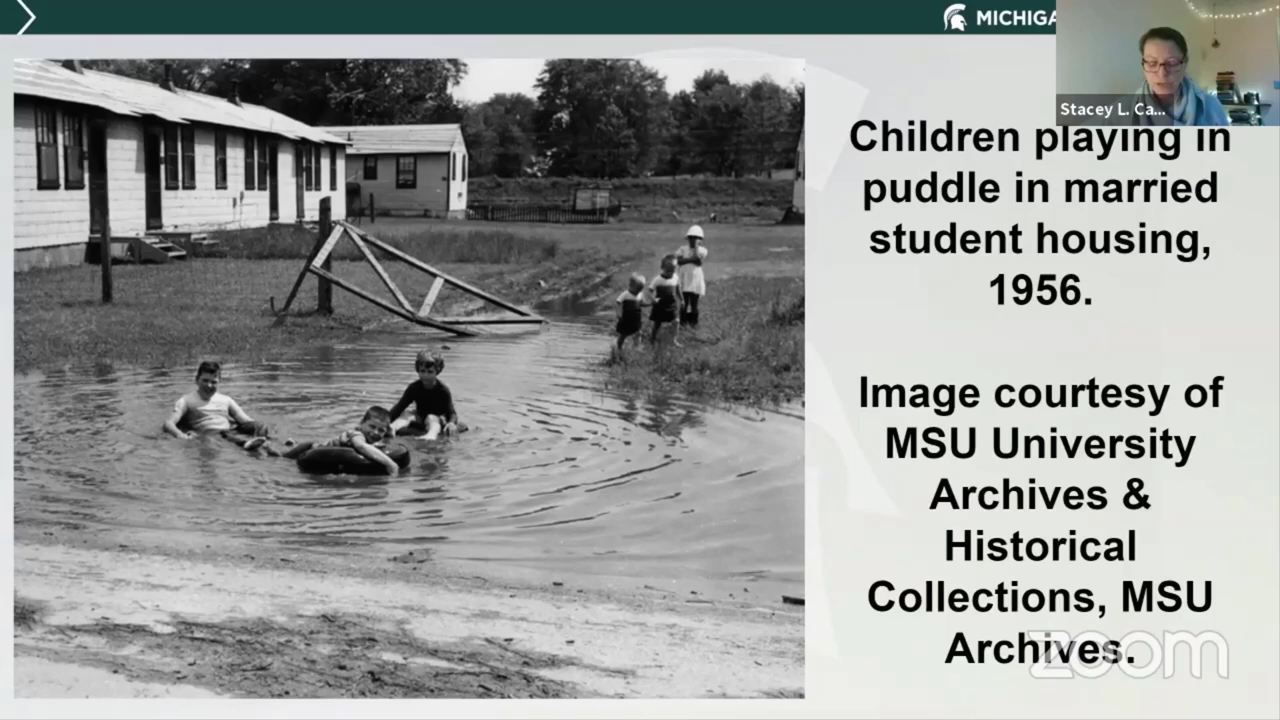 MICHIGA
Stacey L. Ca...
Children playing in
puddle in married
student housing,
1956.
Image courtesy of
MSU University
Archives &
Historical
Collections, MSU
Archives.
zoom